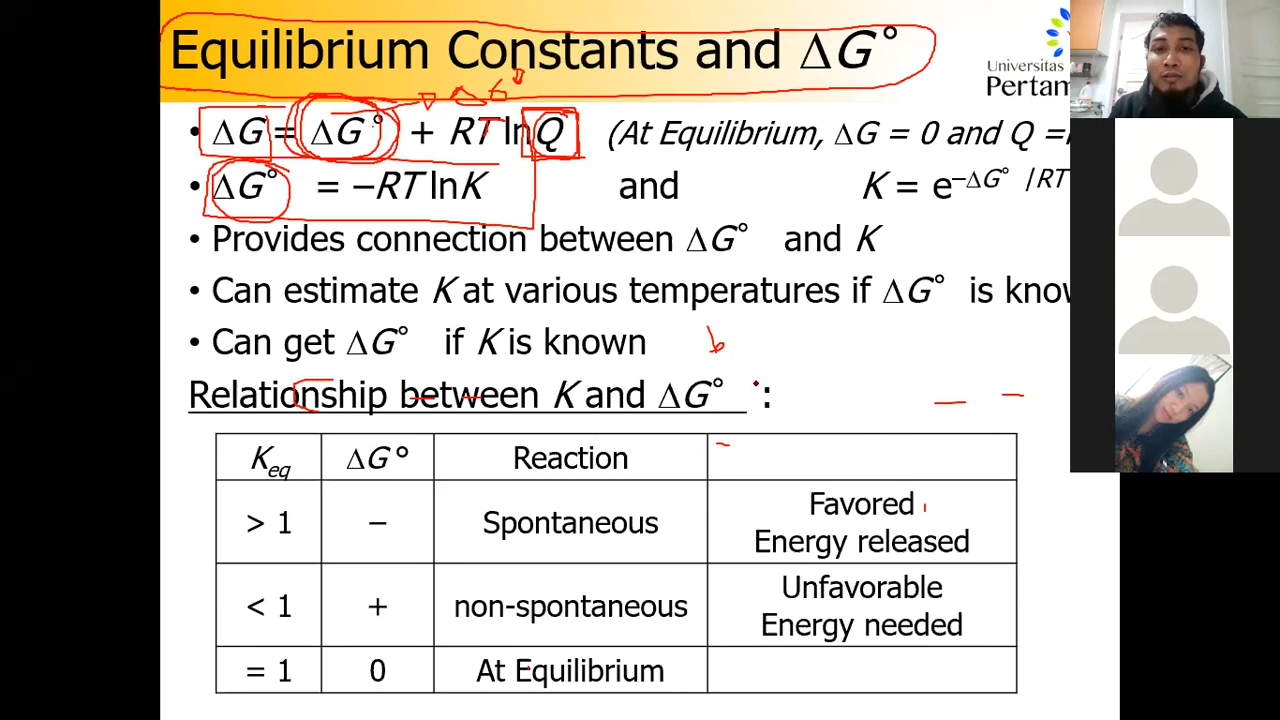 Equilibrium Constants and ΔG°
Universitas
Pertam
• ΔG = ΔG° + RT lnQ (At Equilibrium, ΔG = 0 and Q =
• ΔG° = −RT lnK and K = e^−ΔG° /RT
• Provides connection between ΔG° and K
• Can estimate K at various temperatures if ΔG° is know
• Can get ΔG° if K is known
Relationship between K and ΔG° :
Keq ΔG° Reaction
> 1 − Spontaneous Favored
Energy released
< 1 + non-spontaneous Unfavorable
Energy needed
= 1 0 At Equilibrium